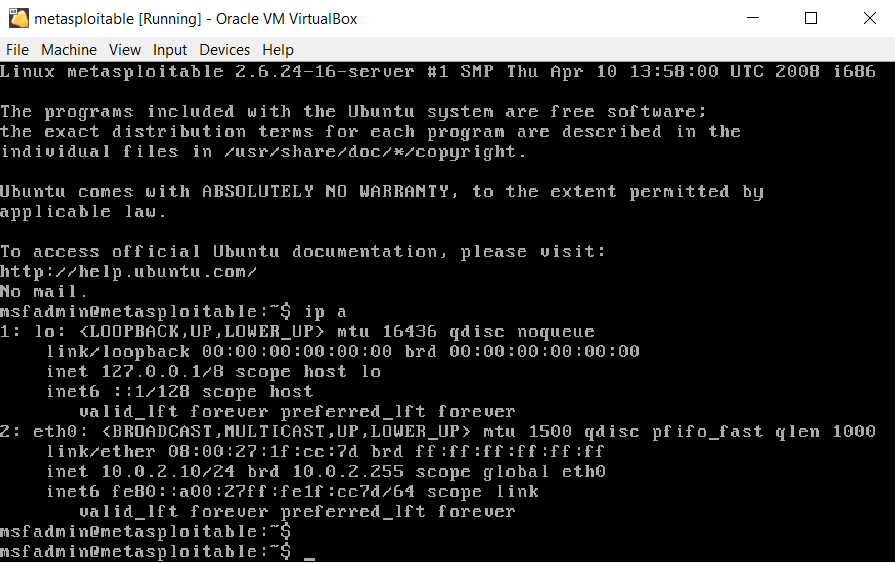 metasploitable [Running] - Oracle VM VirtualBox
File Machine View Input Devices Help
Linux metasploitable 2.6.24-16-server #1 SMP Thu Apr 10 13:58:00 UTC 2008 i686
The programs included with the Ubuntu system are free software;
the exact distribution terms for each program are described in the
individual files in /usr/share/doc/*/copyright.
Ubuntu comes with ABSOLUTELY NO WARRANTY, to the extent permitted by
applicable law.
To access official Ubuntu documentation, please visit:
http://help.ubuntu.com/
No mail.
msfadmin@metasploitable:~$ ip a
1: lo: <LOOPBACK,UP,LOWER_UP> mtu 16436 qdisc noqueue
    link/loopback 00:00:00:00:00:00 brd 00:00:00:00:00:00
    inet 127.0.0.1/8 scope host lo
    inet6 ::1/128 scope host
       valid_lft forever preferred_lft forever
2: eth0: <BROADCAST,MULTICAST,UP,LOWER_UP> mtu 1500 qdisc pfifo_fast qlen 1000
    link/ether 08:00:27:1f:cc:7d brd ff:ff:ff:ff:ff:ff
    inet 10.0.2.10/24 brd 10.0.2.255 scope global eth0
    inet6 fe80::a00:27ff:fe1f:cc7d/64 scope link
       valid_lft forever preferred_lft forever
msfadmin@metasploitable:~$
msfadmin@metasploitable:~$ _